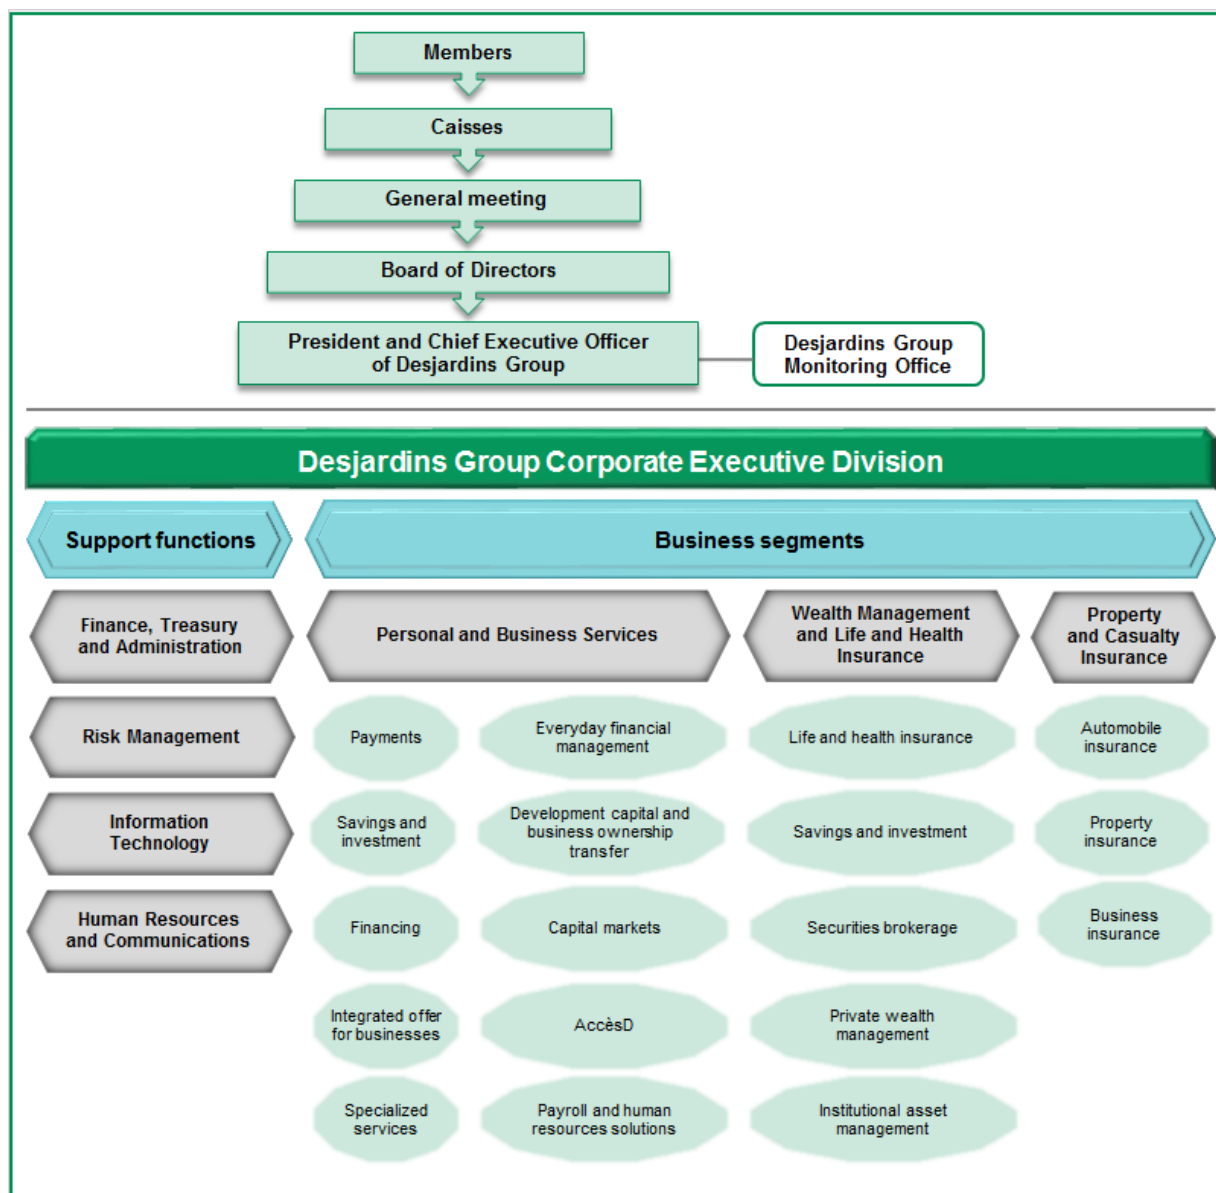 Members
Caisses
General meeting
Board of Directors
President and Chief Executive Officer
of Desjardins Group
Desjardins Group
Monitoring Office
Desjardins Group Corporate Executive Division
Support functions
Business segments
Finance, Treasury
and Administration
Personal and Business Services
Wealth Management
and Life and Health
Insurance
Property
and Casualty
Insurance
Risk Management
Payments
Everyday financial
management
Life and health insurance
Automobile
insurance
Information
Technology
Savings and
investment
Development capital and
business ownership
transfer
Savings and investment
Property
insurance
Human Resources
and Communications
Financing
Capital markets
Securities brokerage
Business
insurance
Integrated offer
for businesses
AccèsD
Private wealth
management
Specialized
services
Payroll and human
resources solutions
Institutional asset
management